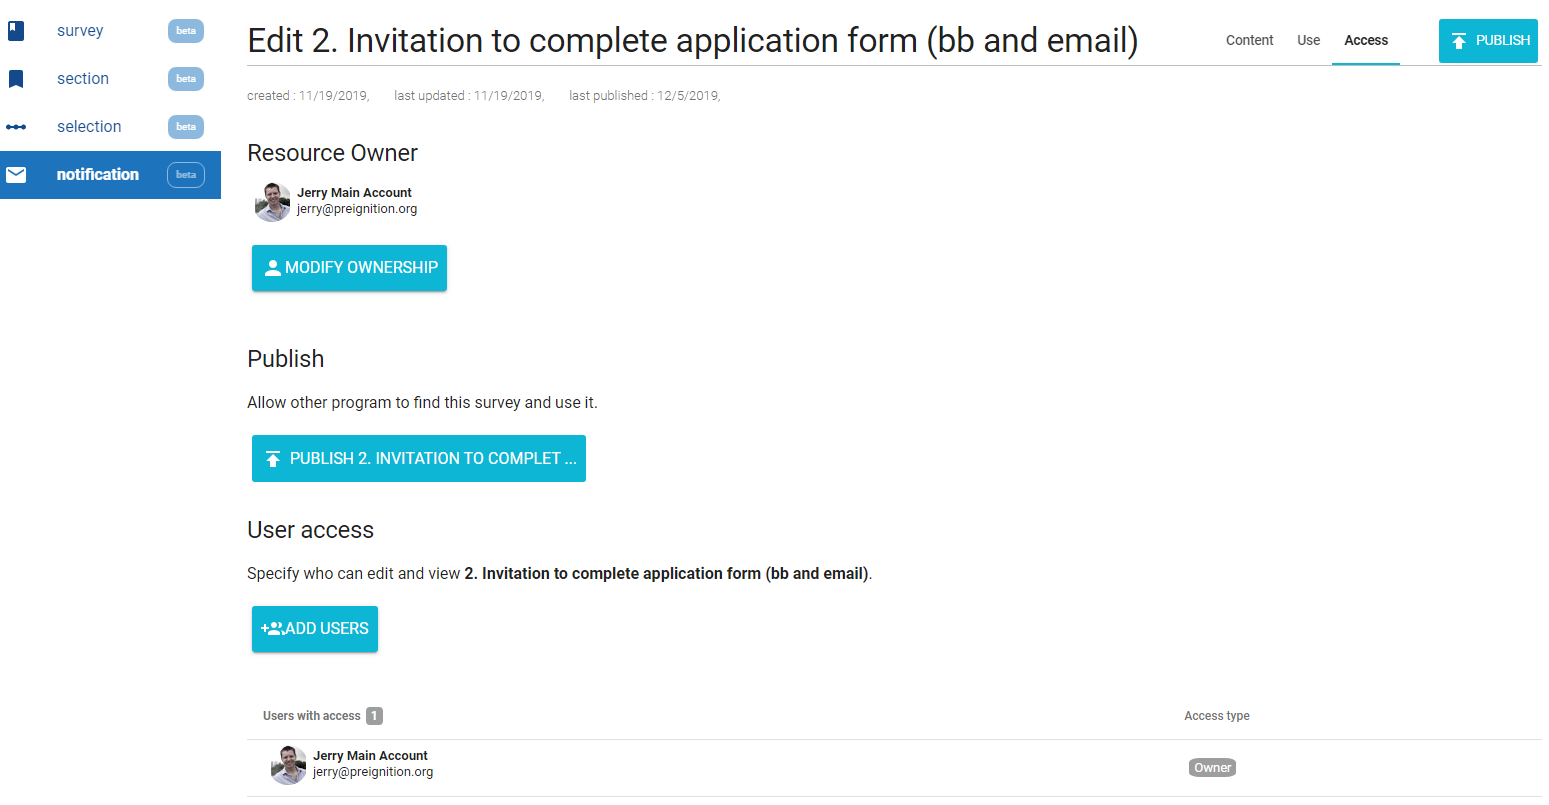 survey beta
section beta
selection beta
notification beta
Edit 2. Invitation to complete application form (bb and email)
Content Use Access PUBLISH
created : 11/19/2019, last updated : 11/19/2019, last published : 12/5/2019,
Resource Owner
Jerry Main Account
jerry@preignition.org
MODIFY OWNERSHIP
Publish
Allow other program to find this survey and use it.
PUBLISH 2. INVITATION TO COMPLET ...
User access
Specify who can edit and view 2. Invitation to complete application form (bb and email).
ADD USERS
Users with access 1 Access type
Jerry Main Account
jerry@preignition.org
Owner